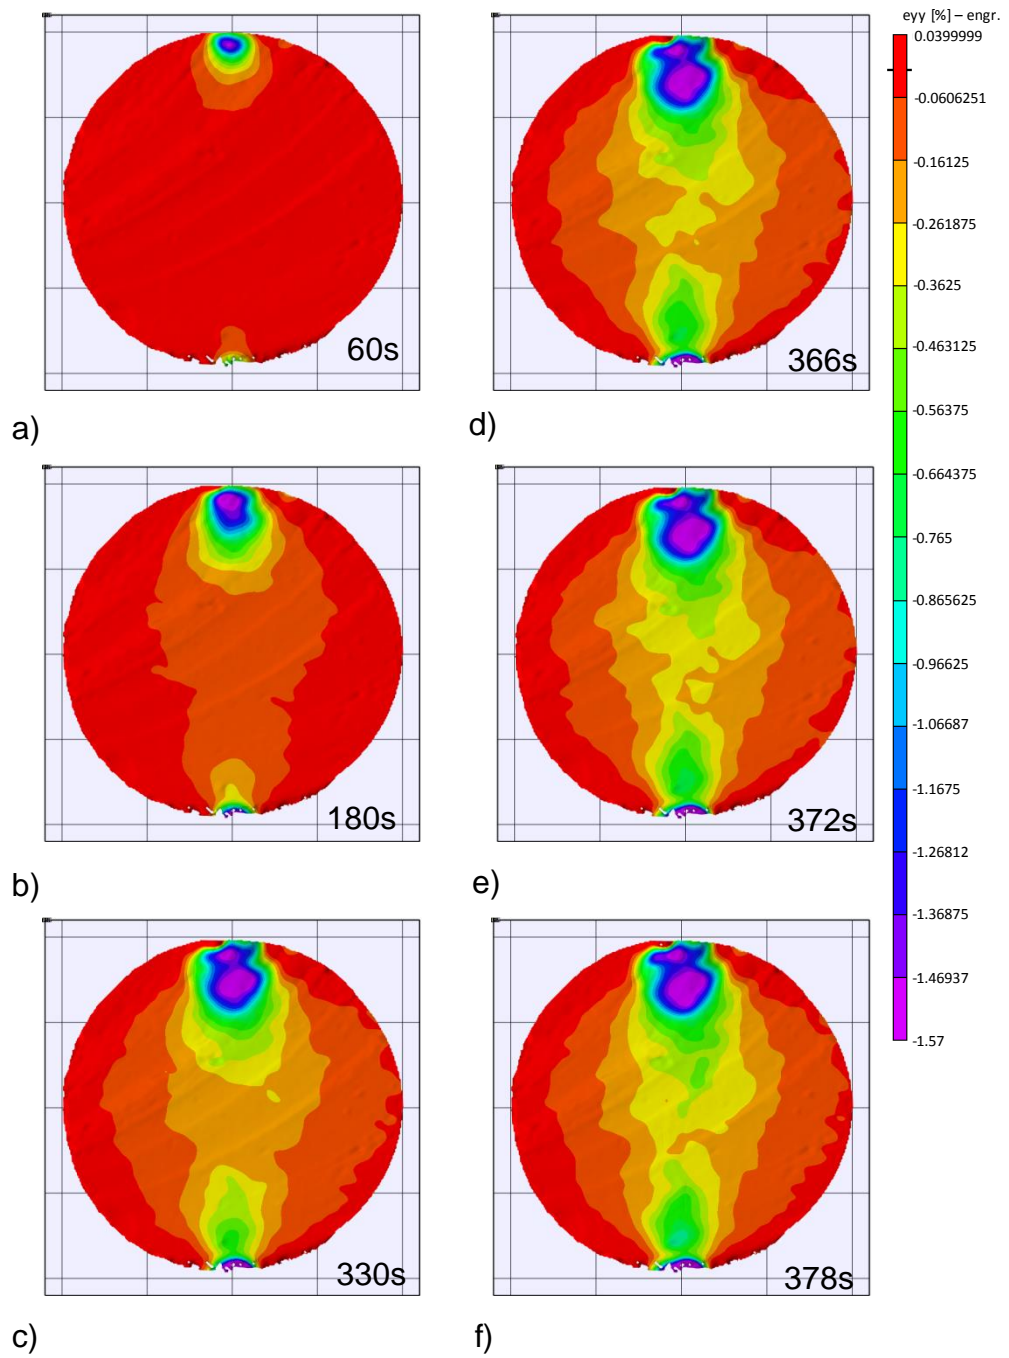 eyy [%] – engr.
0.0399999
-0.0606251
-0.16125
-0.261875
-0.3625
-0.463125
-0.56375
-0.664375
-0.765
-0.865625
-0.96625
-1.06687
-1.1675
-1.26812
-1.36875
-1.46937
-1.57
60s
a)
366s
d)
180s
b)
372s
e)
330s
c)
378s
f)